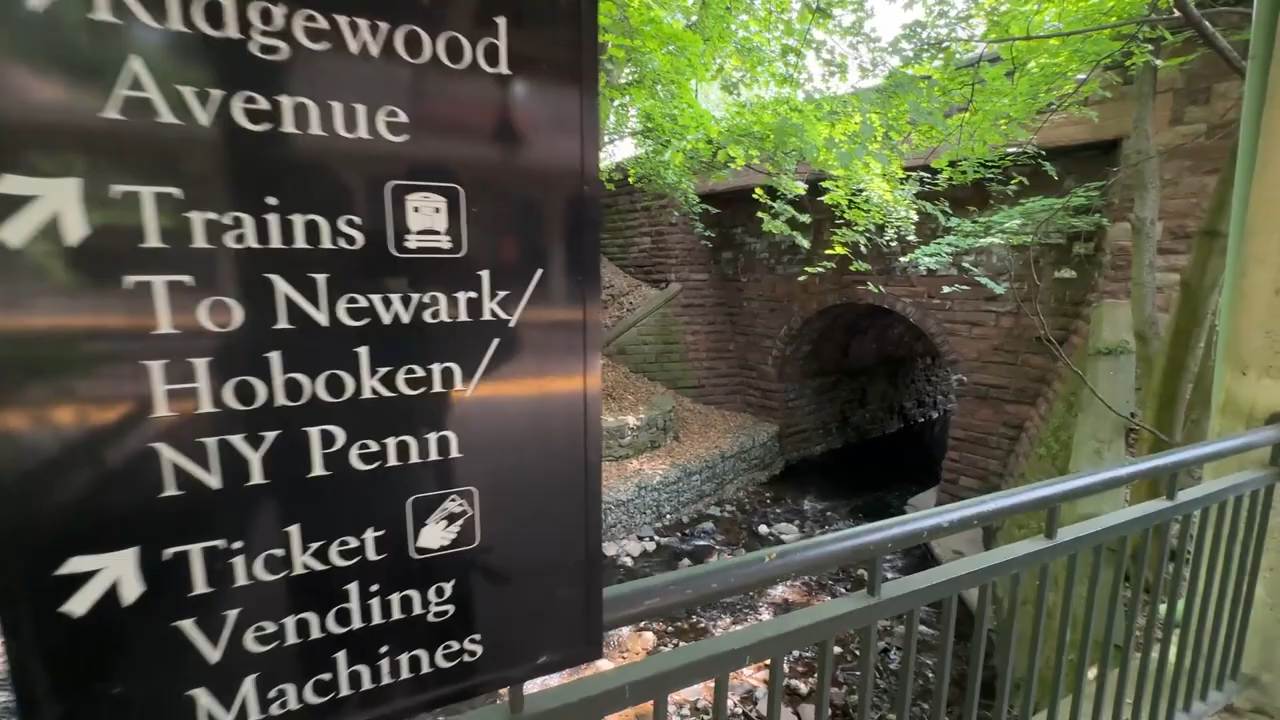 Ridgewood
Avenue
Trains
To Newark/
Hoboken/
NY Penn
Ticket
Vending
Machines